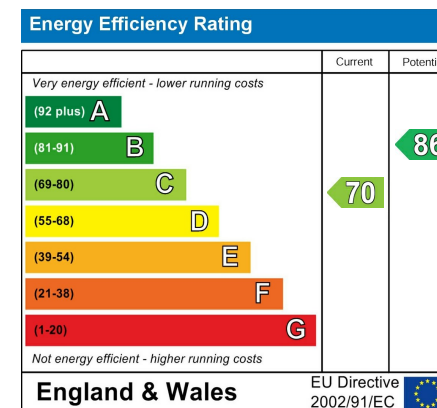 Energy Efficiency Rating
Current Potenti
Very energy efficient - lower running costs
(92 plus) A
(81-91) B
(69-80) C
(55-68) D
(39-54) E
(21-38) F
(1-20) G
70
86
Not energy efficient - higher running costs
England & Wales
EU Directive
2002/91/EC